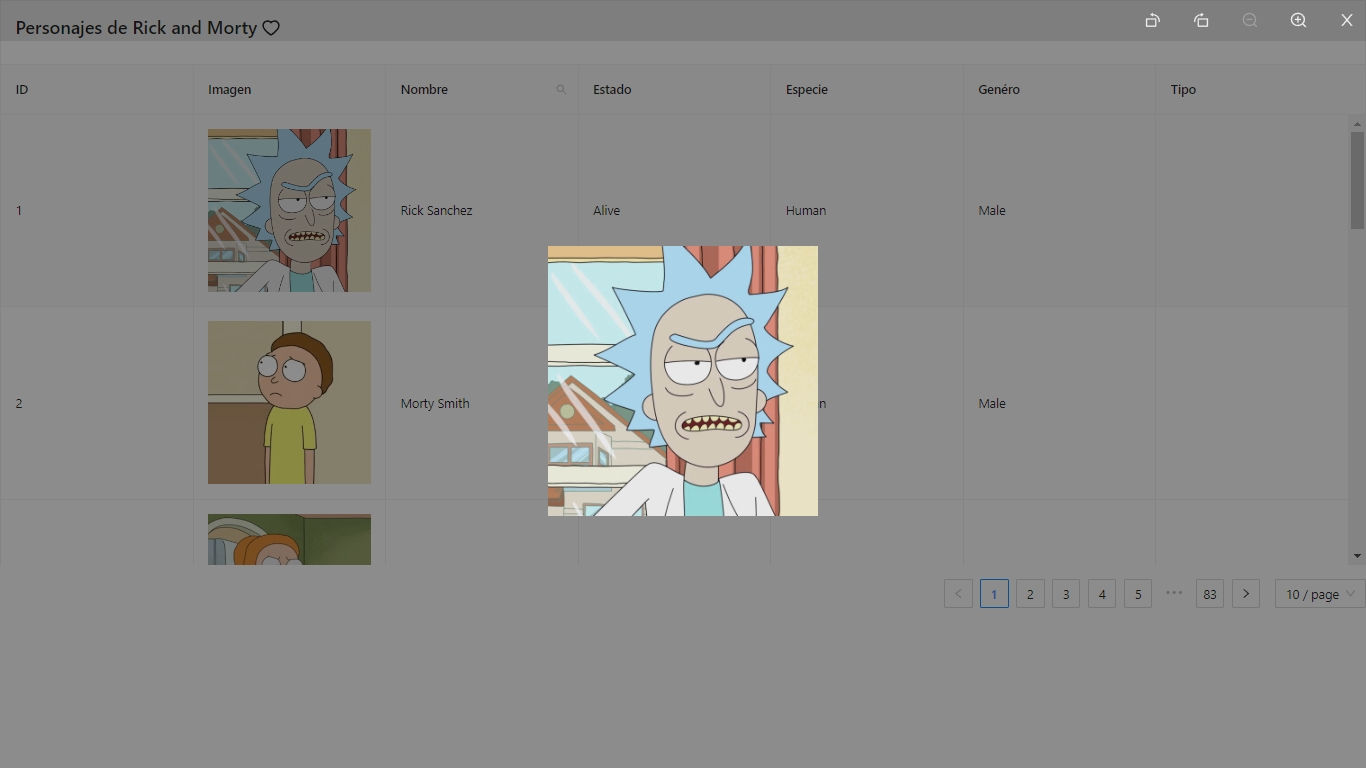 Personajes de Rick and Morty
ID Imagen Nombre Estado Especie Genéro Tipo
1 Rick Sanchez Alive Human Male
2 Morty Smith Male
1 2 3 4 5 ••• 83 10 / page